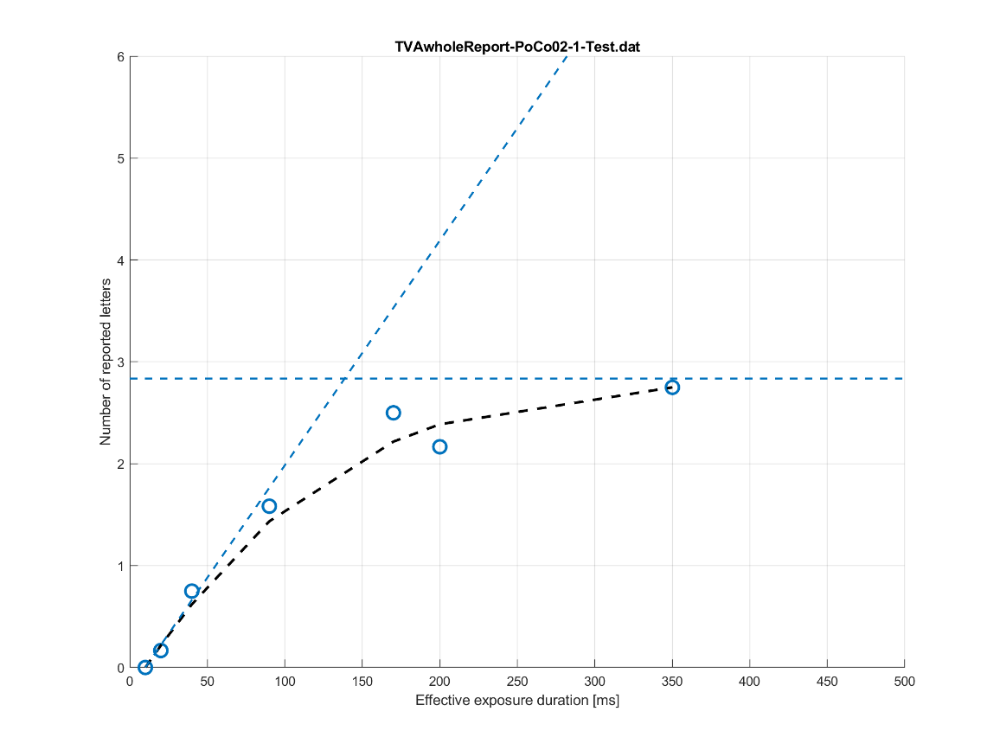 TVAwholeReport-PoCo02-1-Test.dat
6
5
4
3
2
1
0
Number of reported letters
0 50 100 150 200 250 300 350 400 450 500
Effective exposure duration [ms]